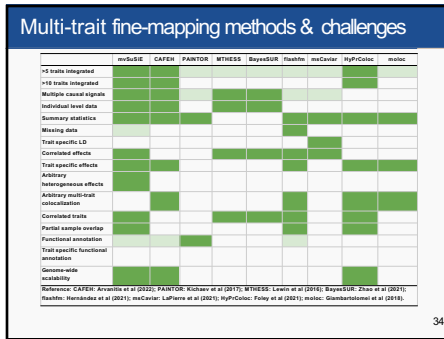 Multi-trait fine-mapping methods & challenges
mvSuSiE CAFEH PAINTOR MTHESS BayesSUR flashfm meCaviar HyPrColoc moloc
>5 traits integrated
>10 traits integrated
Multiple causal signals
Individual level data
Summary statistics
Missing data
Trait specific LD
Correlated effects
Trait specific effects
Arbitrary
heterogeneous effects
Arbitrary multi-trait
colocalization
Correlated traits
Partial sample overlap
Functional annotation
Trait specific functional
annotation
Genome-wide
scalability
Reference: CAFEH: Arvanitis et al (2022); PAINTOR: Kichaev et al (2017); MTHESS: Lewin et al (2016); BayesSUR: Zhao et al (2021);
flashfm: Hernández et al (2021); meCaviar: LaPierre et al (2021); HyPrColoc: Foley et al (2021); moloc: Giambartolomei et al (2018).
34